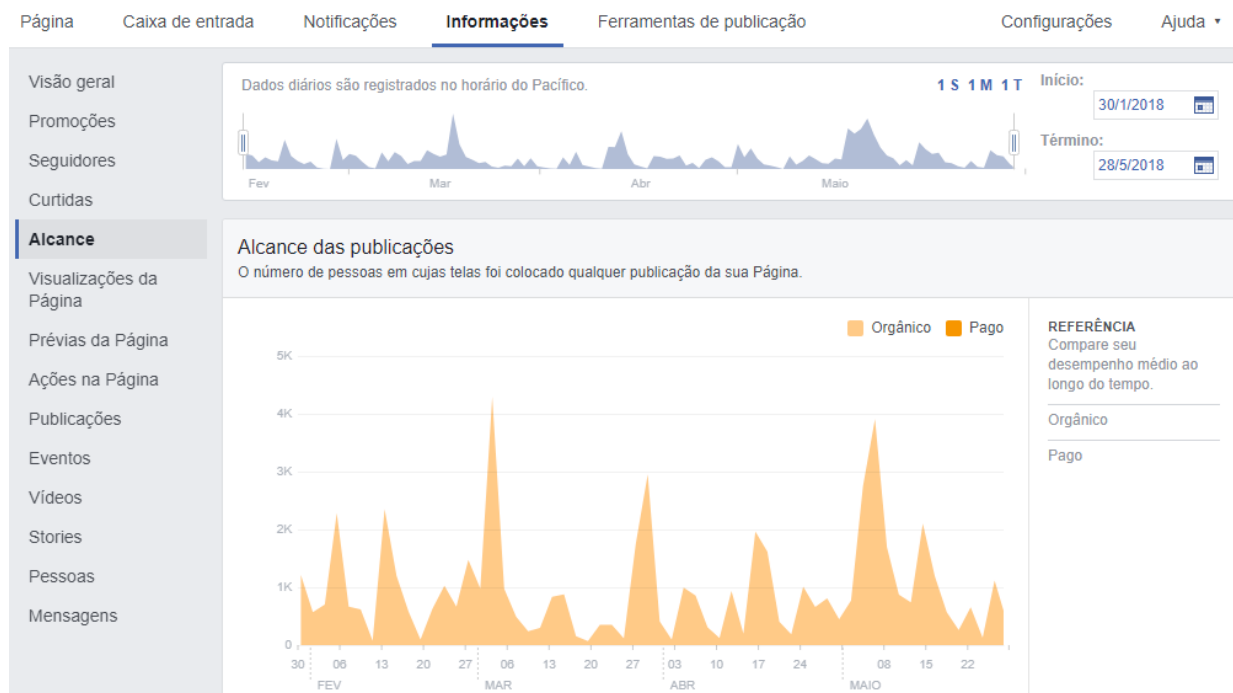 Página Caixa de entrada Notificações Informações Ferramentas de publicação Configurações Ajuda
Visão geral
Promoções
Seguidores
Curtidas
Alcance
Visualizações da
Página
Prévias da Página
Ações na Página
Publicações
Eventos
Vídeos
Stories
Pessoas
Mensagens
Dados diários são registrados no horário do Pacífico.
1 S 1 M 1 T
Fev Mar Abr Maio
Início:
30/1/2018
Término:
28/5/2018
Alcance das publicações
O número de pessoas em cujas telas foi colocado qualquer publicação da sua Página.
Orgânico Pago
5K
4K
3K
2K
1K
0
30 06 13 20 27 06 13 20 27 03 10 17 24 08 15 22
FEV MAR ABR MAIO
REFERÊNCIA
Compare seu
desempenho médio ao
longo do tempo.
Orgânico
Pago